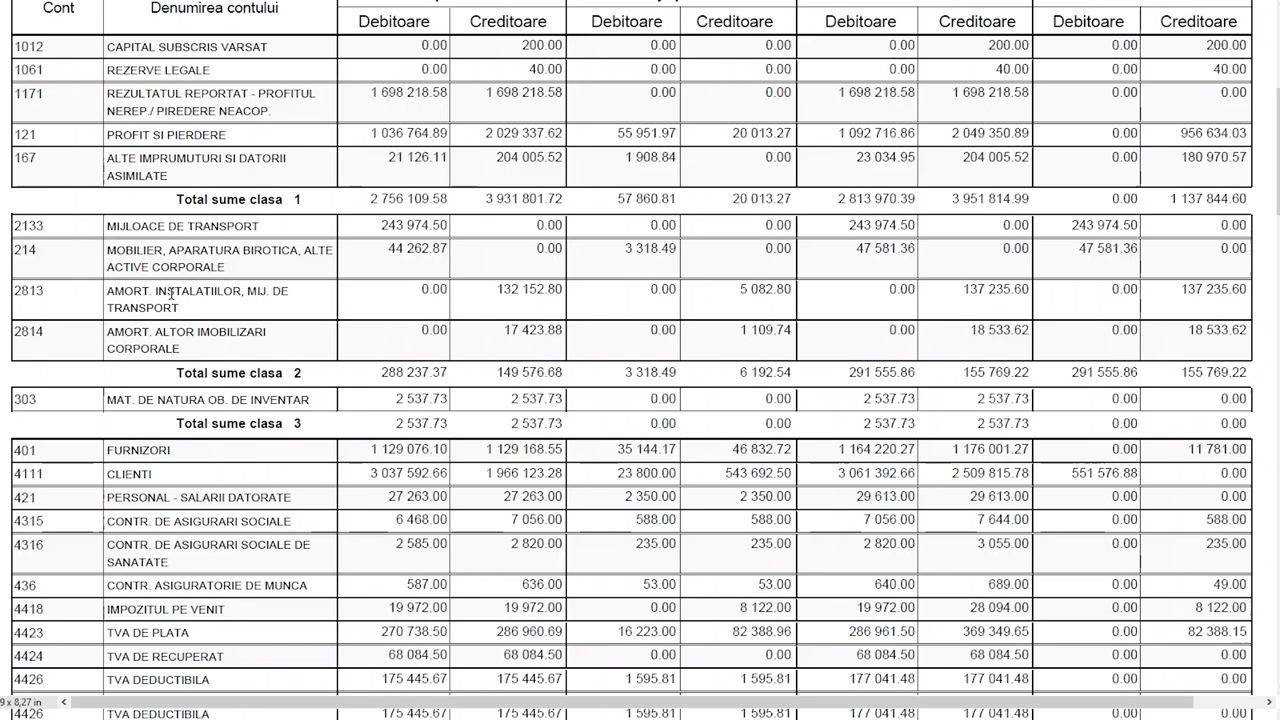 Cont Denumirea contului Debitoare Creditoare Debitoare Creditoare Debitoare Creditoare Debitoare Creditoare
1012 CAPITAL SUBSCRIS VARSAT 0.00 200.00 0.00 0.00 0.00 200.00 0.00 200.00
1061 REZERVE LEGALE 0.00 40.00 0.00 0.00 0.00 40.00 0.00 40.00
1171 REZULTATUL REPORTAT - PROFITUL 1 698 218.58 1 698 218.58 0.00 0.00 1 698 218.58 1 698 218.58 0.00 0.00
NEREP./ PIREDERE NEACOP.
121 PROFIT SI PIERDERE 1 036 764.89 2 029 337.62 55 951.97 20 013.27 1 092 716.86 2 049 350.89 0.00 956 634.03
167 ALTE IMPRUMUTURI SI DATORII 21 126.11 204 005.52 1 908.84 0.00 23 034.95 204 005.52 0.00 180 970.57
ASIMILATE
Total sume clasa 1 2 756 109.58 3 931 801.72 57 860.81 20 013.27 2 813 970.39 3 951 814.99 0.00 1 137 844.60
2133 MIJLOACE DE TRANSPORT 243 974.50 0.00 0.00 0.00 243 974.50 0.00 243 974.50 0.00
214 MOBILIER, APARATURA BIROTICA, ALTE 44 262.87 0.00 3 318.49 0.00 47 581.36 0.00 47 581.36 0.00
ACTIVE CORPORALE
2813 AMORT. INSTALATIILOR, MIJ. DE 0.00 132 152.80 0.00 5 082.80 0.00 137 235.60 0.00 137 235.60
TRANSPORT
2814 AMORT. ALTOR IMOBILIZARI 0.00 17 423.88 0.00 1 109.74 0.00 18 533.62 0.00 18 533.62
CORPORALE
Total sume clasa 2 288 237.37 149 576.68 3 318.49 6 192.54 291 555.86 155 769.22 291 555.86 155 769.22
303 MAT. DE NATURA OB. DE INVENTAR 2 537.73 2 537.73 0.00 0.00 2 537.73 2 537.73 0.00 0.00
Total sume clasa 3 2 537.73 2 537.73 0.00 0.00 2 537.73 2 537.73 0.00 0.00
401 FURNIZORI 1 129 076.10 1 129 168.55 35 144.17 46 832.72 1 164 220.27 1 176 001.27 0.00 11 781.00
4111 CLIENTI 3 037 592.66 1 966 123.28 23 800.00 543 692.50 3 061 392.66 2 509 815.78 551 576.88 0.00
421 PERSONAL - SALARII DATORATE 27 263.00 27 263.00 2 350.00 2 350.00 29 613.00 29 613.00 0.00 0.00
4315 CONTR. DE ASIGURARI SOCIALE 6 468.00 7 056.00 588.00 588.00 7 056.00 7 644.00 0.00 588.00
4316 CONTR. DE ASIGURARI SOCIALE DE 2 585.00 2 820.00 235.00 235.00 2 820.00 3 055.00 0.00 235.00
SANATATE
436 CONTR. ASIGURATORIE DE MUNCA 587.00 636.00 53.00 53.00 640.00 689.00 0.00 49.00
4418 IMPOZITUL PE VENIT 19 972.00 19 972.00 0.00 8 122.00 19 972.00 28 094.00 0.00 8 122.00
4423 TVA DE PLATA 270 738.50 286 960.69 16 223.00 82 388.96 286 961.50 369 349.65 0.00 82 388.15
4424 TVA DE RECUPERAT 68 084.50 68 084.50 0.00 0.00 68 084.50 68 084.50 0.00 0.00
4426 TVA DEDUCTIBILA 175 445.67 175 445.67 1 595.81 1 595.81 177 041.48 177 041.48 0.00 0.00
9 x 8,27 in
4426 TVA DEDUCTIBILA 175 445.67 175 445.67 1 595.81 1 595.81 177 041.48 177 041.48 0.00 0.00